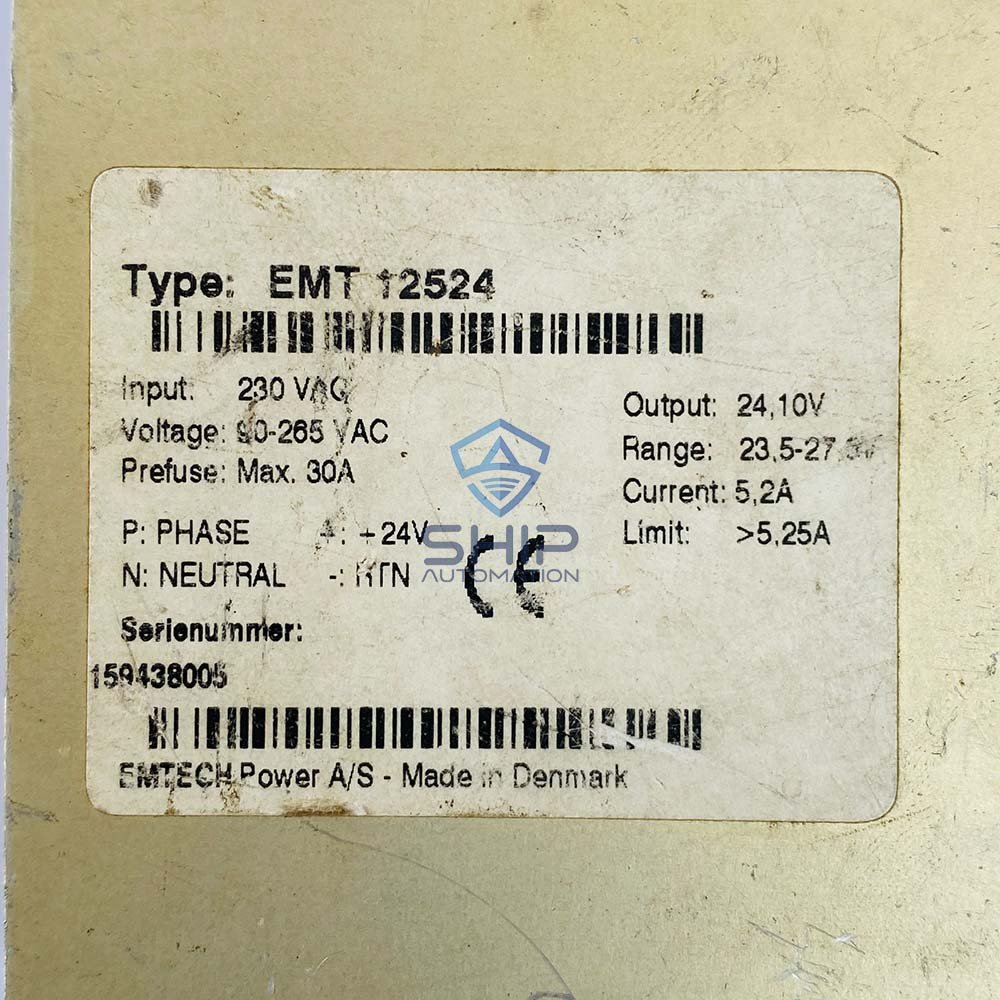 Type: EMT 12524
Input: 230 VAC
Voltage: 90-265 VAC
Prefuse: Max. 30A
Output: 24,10V
Range: 23,5-27,
Current: 5,2A
Limit: >5,25A
P: PHASE +: +24V
N: NEUTRAL -: RTN
CE
SHIP
AUTOMATION
Serienummer:
159438005
EMTECH Power A/S - Made in Denmark